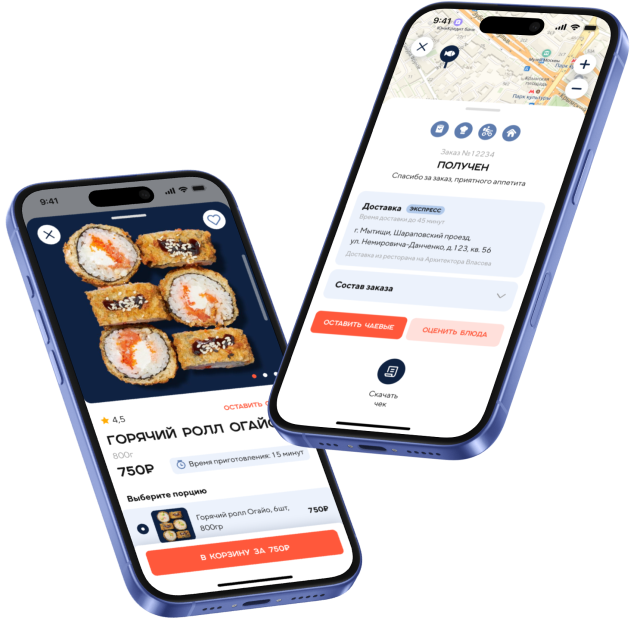 9:41
ГОРЯЧИЙ РОЛЛ ОГАЙО
ОСТАВИТЬ
4,5
800г
750₽
Время приготовления: 15 минут
Выберите порцию
Горячий ролл Огайо, 6шт,
800гр
750₽
В КОРЗИНУ ЗА 750₽
9:41
Парк культуры
Заказ №12234
ПОЛУЧЕН
Спасибо за заказ, приятного аппетита
Доставка ЭКСПРЕСС
Время доставки до 45 минут
г. Мытищи, Шараповский проезд,
ул. Немировича-Данченко, д.123, кв. 56
Доставка из ресторана на Архитектора Власова
Состав заказа
ОСТАВИТЬ ЧАЕВЫЕ
ОЦЕНИТЬ БЛЮДА
Скачать
чек